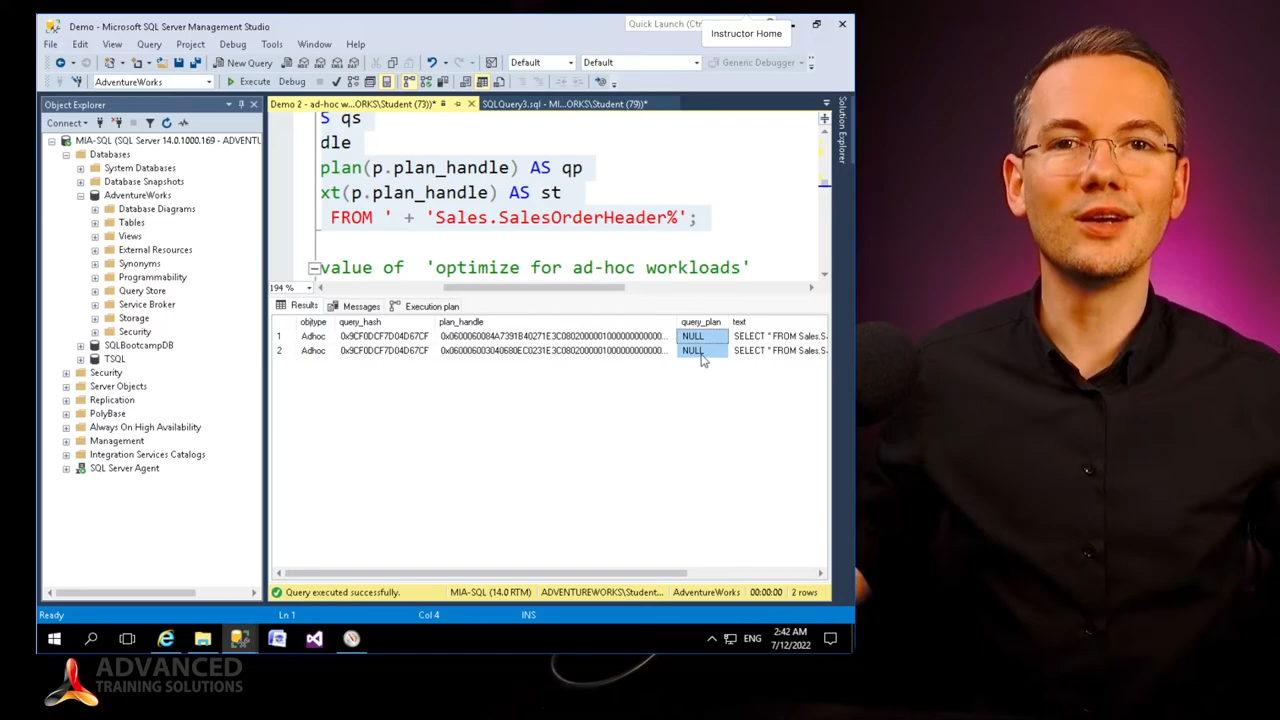 Demo - Microsoft SQL Server Management Studio
Quick Launch (Ctr
Instructor Home
File Edit View Query Project Debug Tools Window Help
New Query
Default
Default
Generic Debugger
AdventureWorks
Execute Debug
Object Explorer
Demo 2 - ad-hoc w...ORKS\Student (73))*
SQLQuery3.sql - MI...ORKS\Student (79))*
Solution Explorer
Connect
MIA-SQL (SQL Server 14.0.1000.169 - ADVENTU
Databases
System Databases
Database Snapshots
AdventureWorks
Database Diagrams
Tables
Views
External Resources
Synonyms
Programmability
Query Store
Service Broker
Storage
Security
SQLBootcampDB
TSQL
Security
Server Objects
Replication
PolyBase
Always On High Availability
Management
Integration Services Catalogs
SQL Server Agent
S qs
dle
plan(p.plan_handle) AS qp
xt(p.plan_handle) AS st
FROM ' + 'Sales.SalesOrderHeader%';
value of 'optimize for ad-hoc workloads'
194 %
Results Messages Execution plan
objtype query_hash plan_handle query_plan text
1 Adhoc 0x9CF0DCF7D04D67CF NULL SELECT * FROM Sales.S
2 Adhoc 0x9CF0DCF7D04D67CF NULL SELECT * FROM Sales.S
Query executed successfully.
MIA-SQL (14.0 RTM) ADVENTUREWORKS\Student... AdventureWorks 00:00:00 2 rows
Ready Ln 1 Col 4 INS
ENG
2:42 AM
7/12/2022
ADVANCED
TRAINING SOLUTIONS